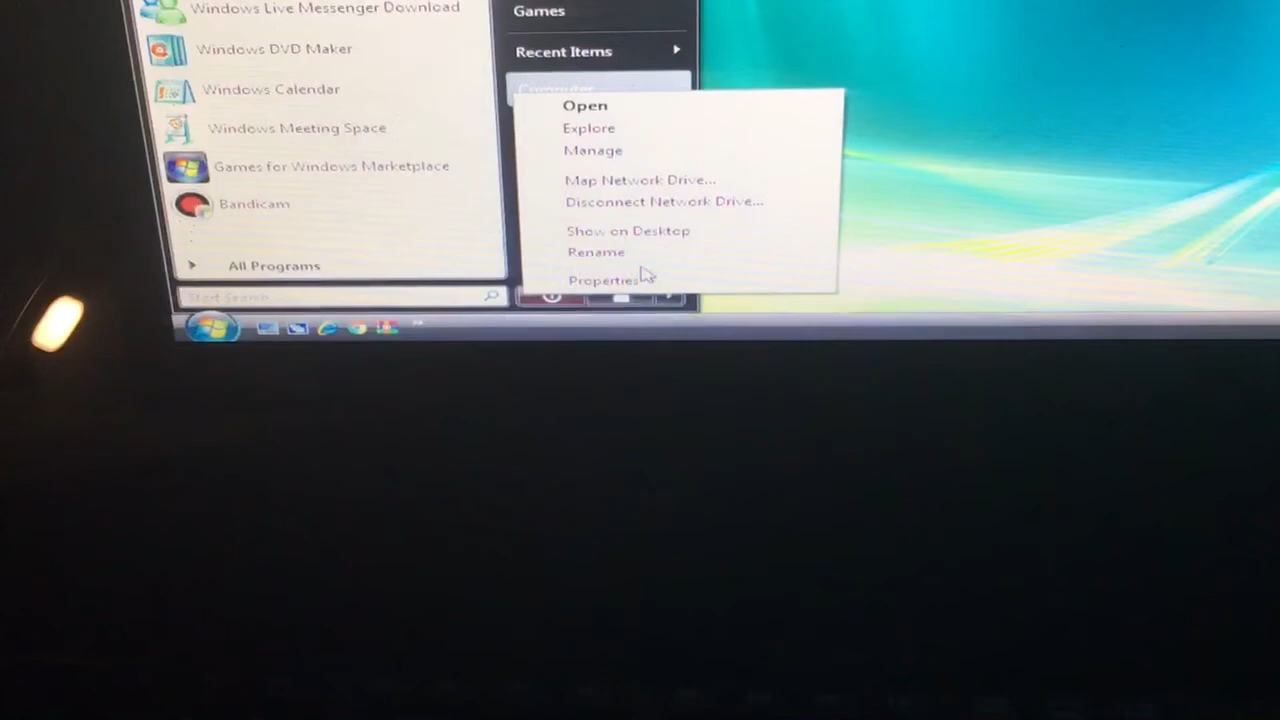 Windows Live Messenger Download
Windows DVD Maker
Windows Calendar
Windows Meeting Space
Games for Windows Marketplace
Bandicam
All Programs
Start Search
Games
Recent Items
Computer
Open
Explore
Manage
Map Network Drive...
Disconnect Network Drive...
Show on Desktop
Rename
Properties